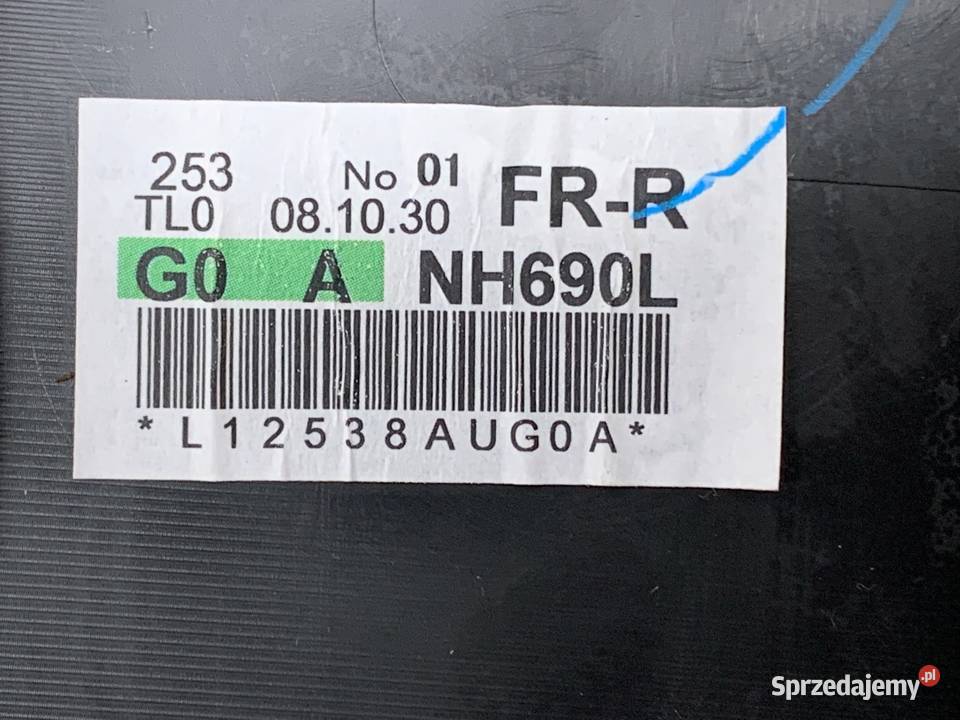 253 No 01 FR-R
TL0 08.10.30
G0 A NH690L
*L12538AUG0A*
Sprzedajemy.pl